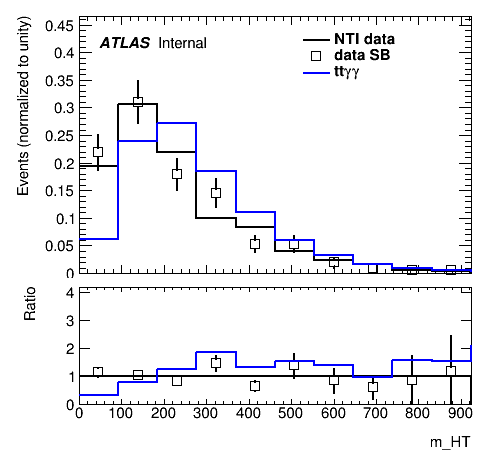 ATLAS Internal
NTI data
data SB
ttγγ
Events (normalized to unity)
0.45
0.4
0.35
0.3
0.25
0.2
0.15
0.1
0.05
0
Ratio
4
3
2
1
0
0 100 200 300 400 500 600 700 800 900
m_HT